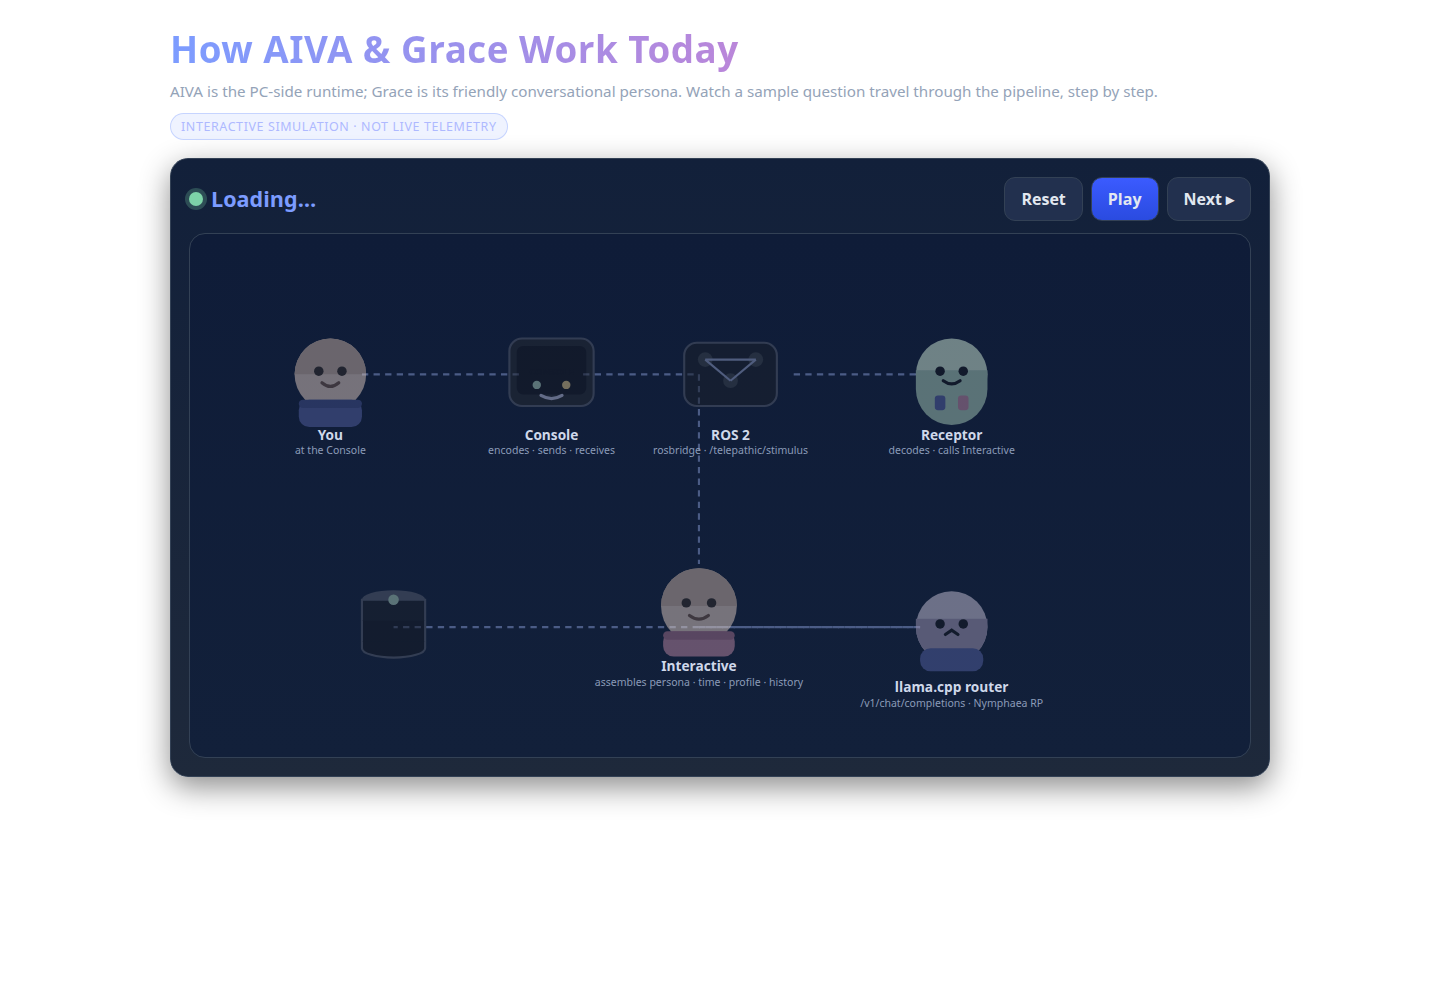 How AIVA & Grace Work Today
AIVA is the PC-side runtime; Grace is its friendly conversational persona. Watch a sample question travel through the pipeline, step by step.
INTERACTIVE SIMULATION · NOT LIVE TELEMETRY
Loading...
Reset
Play
Next ▸
You
at the Console
Console
encodes · sends · receives
ROS 2
rosbridge · /telepathic/stimulus
Receptor
decodes · calls Interactive
Interactive
assembles persona · time · profile · history
llama.cpp router
/v1/chat/completions · Nymphaea RP